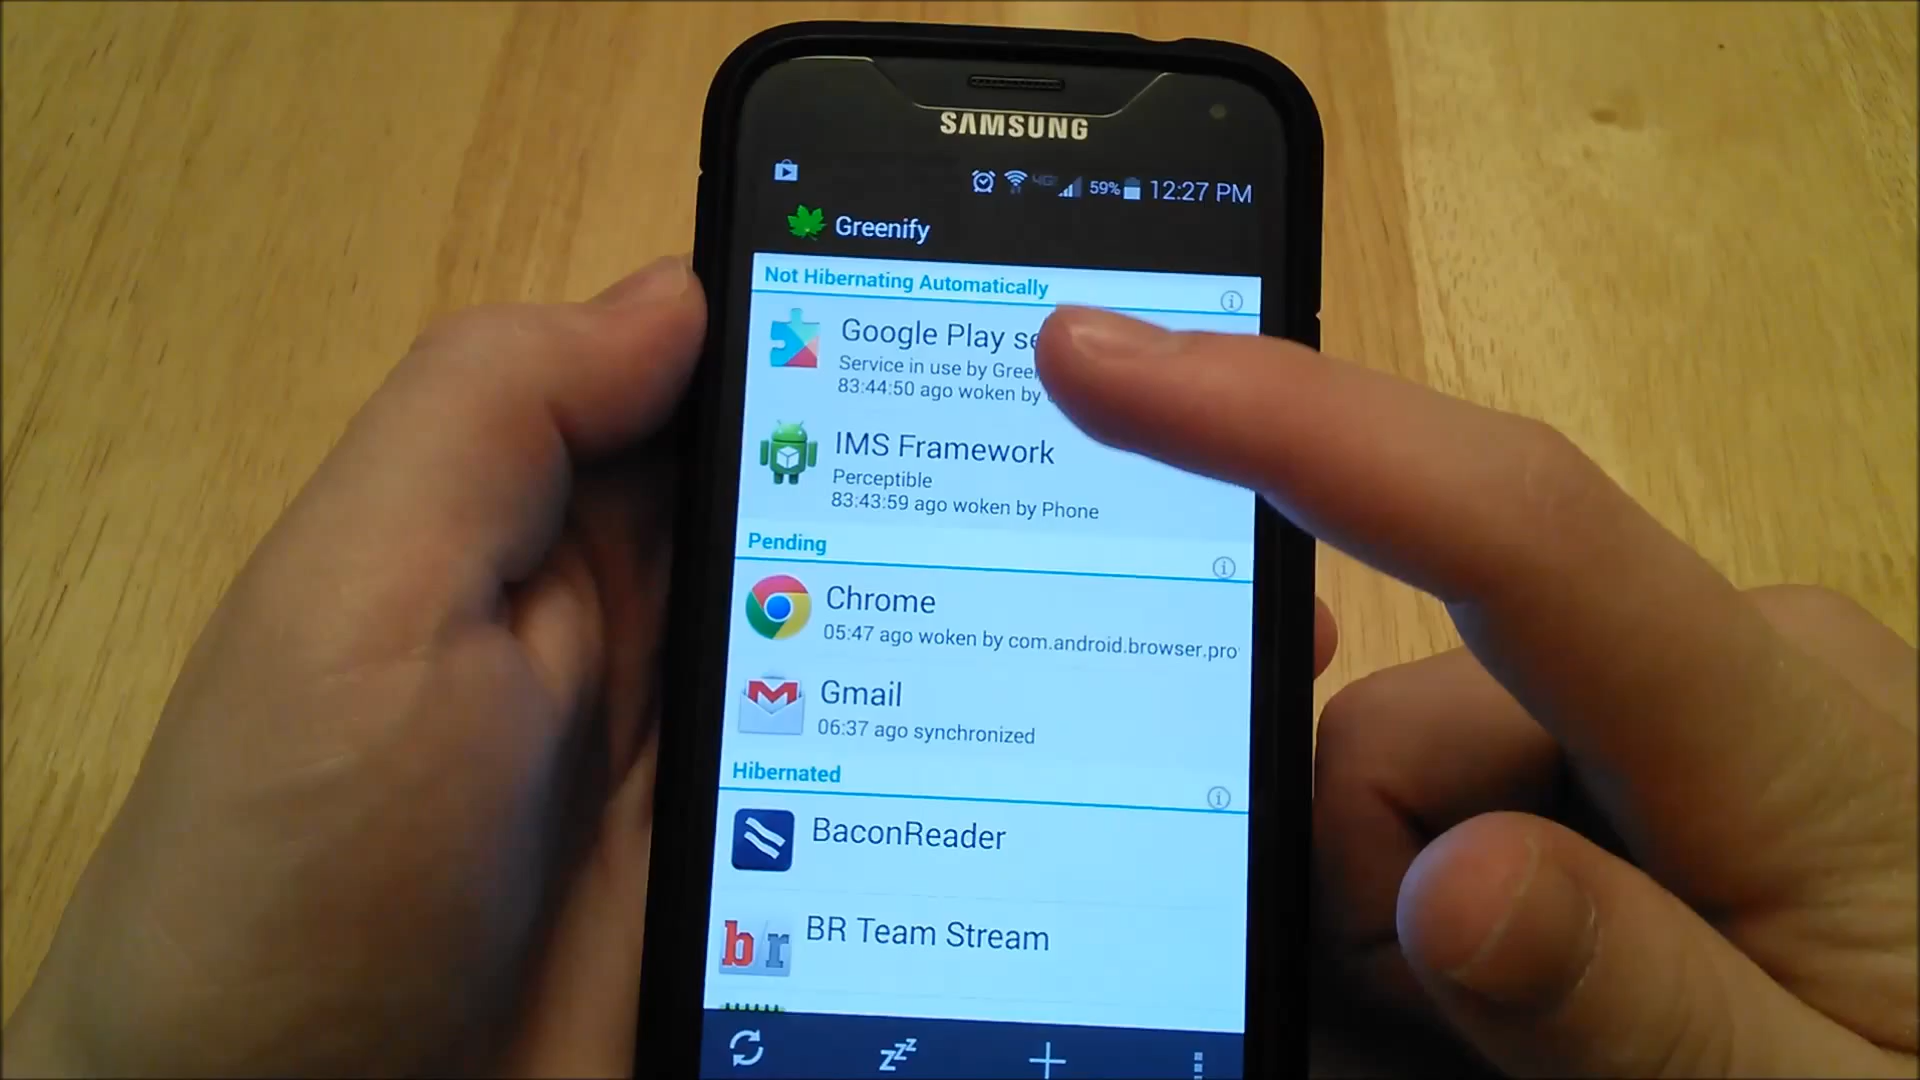 SAMSUNG
59% 12:27 PM
Greenify
Not Hibernating Automatically
Google Play
Service in use by
83:44:50 ago woken by
IMS Framework
Perceptible
83:43:59 ago woken by Phone
Pending
Chrome
05:47 ago woken by com.android.browser.pro
Gmail
06:37 ago synchronized
Hibernated
BaconReader
br
BR Team Stream
zzz